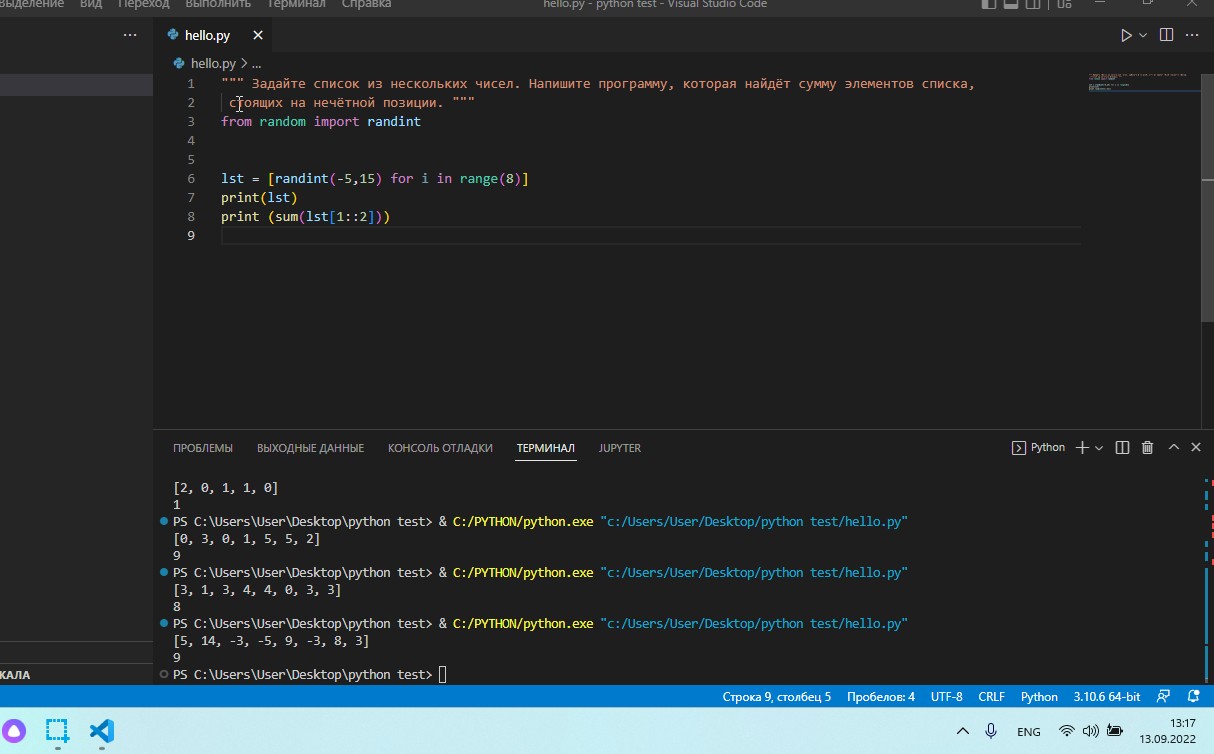 Выделение Вид Переход Выполнить Терминал Справка hello.py - python test - Visual Studio Code
hello.py
hello.py > ...
1 """ Задайте список из нескольких чисел. Напишите программу, которая найдёт сумму элементов списка,
2 стоящих на нечётной позиции. """
3 from random import randint
4
5
6 lst = [randint(-5,15) for i in range(8)]
7 print(lst)
8 print (sum(lst[1::2]))
9
ПРОБЛЕМЫ ВЫХОДНЫЕ ДАННЫЕ КОНСОЛЬ ОТЛАДКИ ТЕРМИНАЛ JUPYTER Python
[2, 0, 1, 1, 0]
1
PS C:\Users\User\Desktop\python test> & C:/PYTHON/python.exe "c:/Users/User/Desktop/python test/hello.py"
[0, 3, 0, 1, 5, 5, 2]
9
PS C:\Users\User\Desktop\python test> & C:/PYTHON/python.exe "c:/Users/User/Desktop/python test/hello.py"
[3, 1, 3, 4, 4, 0, 3, 3]
8
PS C:\Users\User\Desktop\python test> & C:/PYTHON/python.exe "c:/Users/User/Desktop/python test/hello.py"
[5, 14, -3, -5, 9, -3, 8, 3]
9
PS C:\Users\User\Desktop\python test>
КАЛА
Строка 9, столбец 5 Пробелов: 4 UTF-8 CRLF Python 3.10.6 64-bit
ENG
13:17
13.09.2022